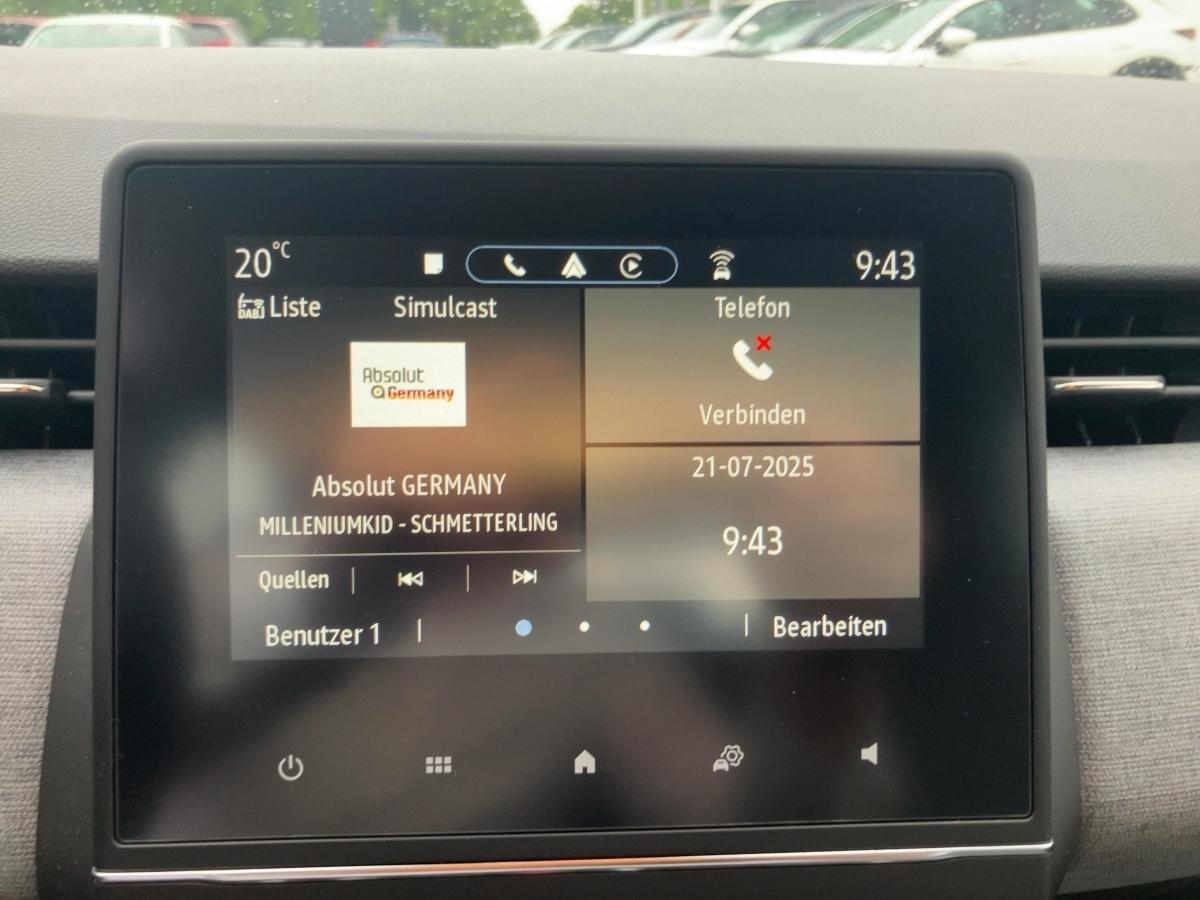 20°C
9:43
DAB Liste
Simulcast
Absolut
Germany
Absolut GERMANY
MILLENIUMKID - SCHMETTERLING
Quellen
Telefon
Verbinden
21-07-2025
9:43
Benutzer 1
Bearbeiten